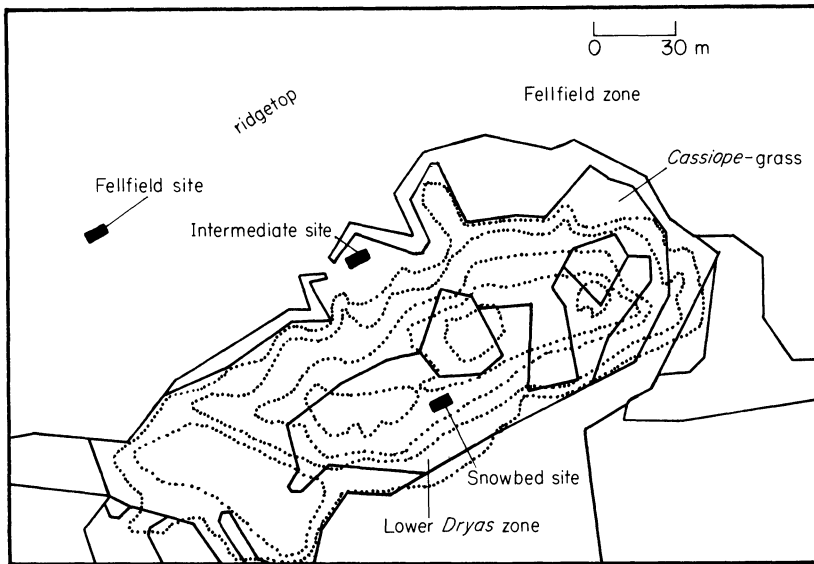 0 30 m
Fellfield zone
ridgetop
Cassiope-grass
Fellfield site
Intermediate site
Snowbed site
Lower Dryas zone